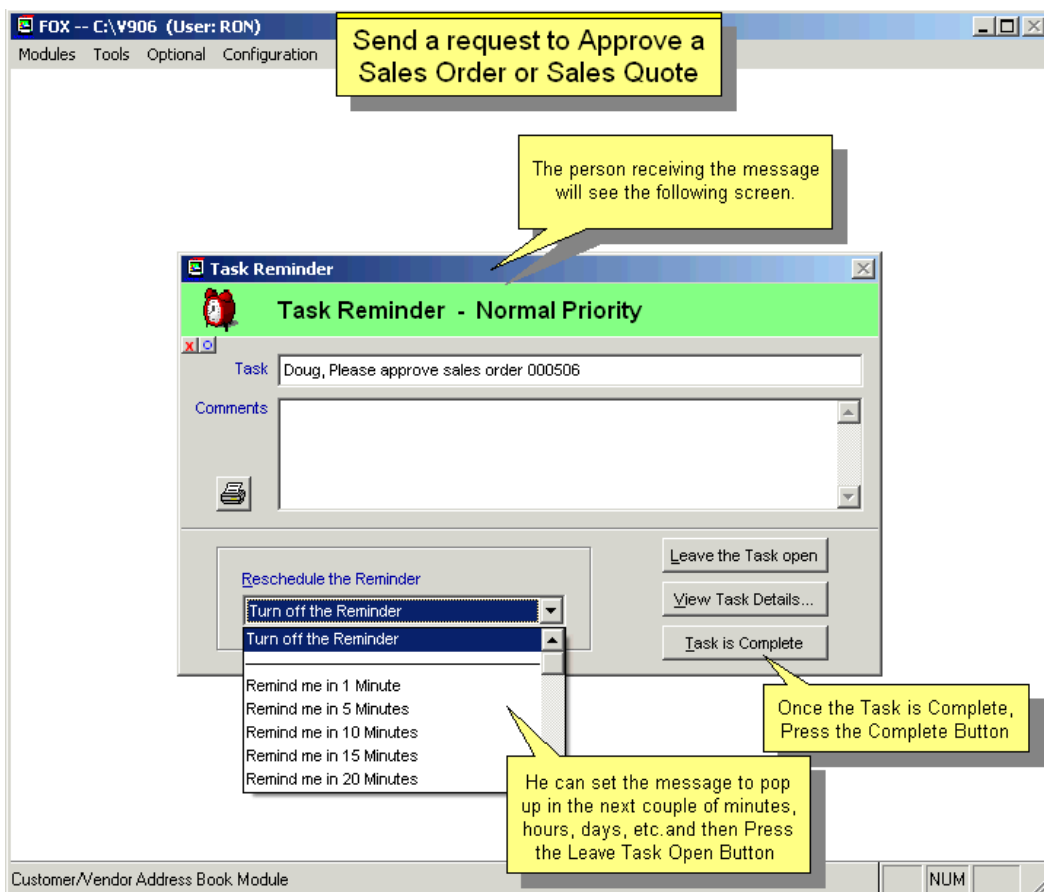 FOX -- C:\V906 (User: RON)
Modules Tools Optional Configuration
Send a request to Approve a
Sales Order or Sales Quote
The person receiving the message
will see the following screen.
Task Reminder
Task Reminder - Normal Priority
x o
Task
Doug, Please approve sales order 000506
Comments
Leave the Task open
Reschedule the Reminder
View Task Details...
Turn off the Reminder
Turn off the Reminder
Task is Complete
Remind me in 1 Minute
Remind me in 5 Minutes
Remind me in 10 Minutes
Remind me in 15 Minutes
Remind me in 20 Minutes
Once the Task is Complete,
Press the Complete Button
He can set the message to pop
up in the next couple of minutes,
hours, days, etc.and then Press
the Leave Task Open Button
Customer/Vendor Address Book Module
NUM